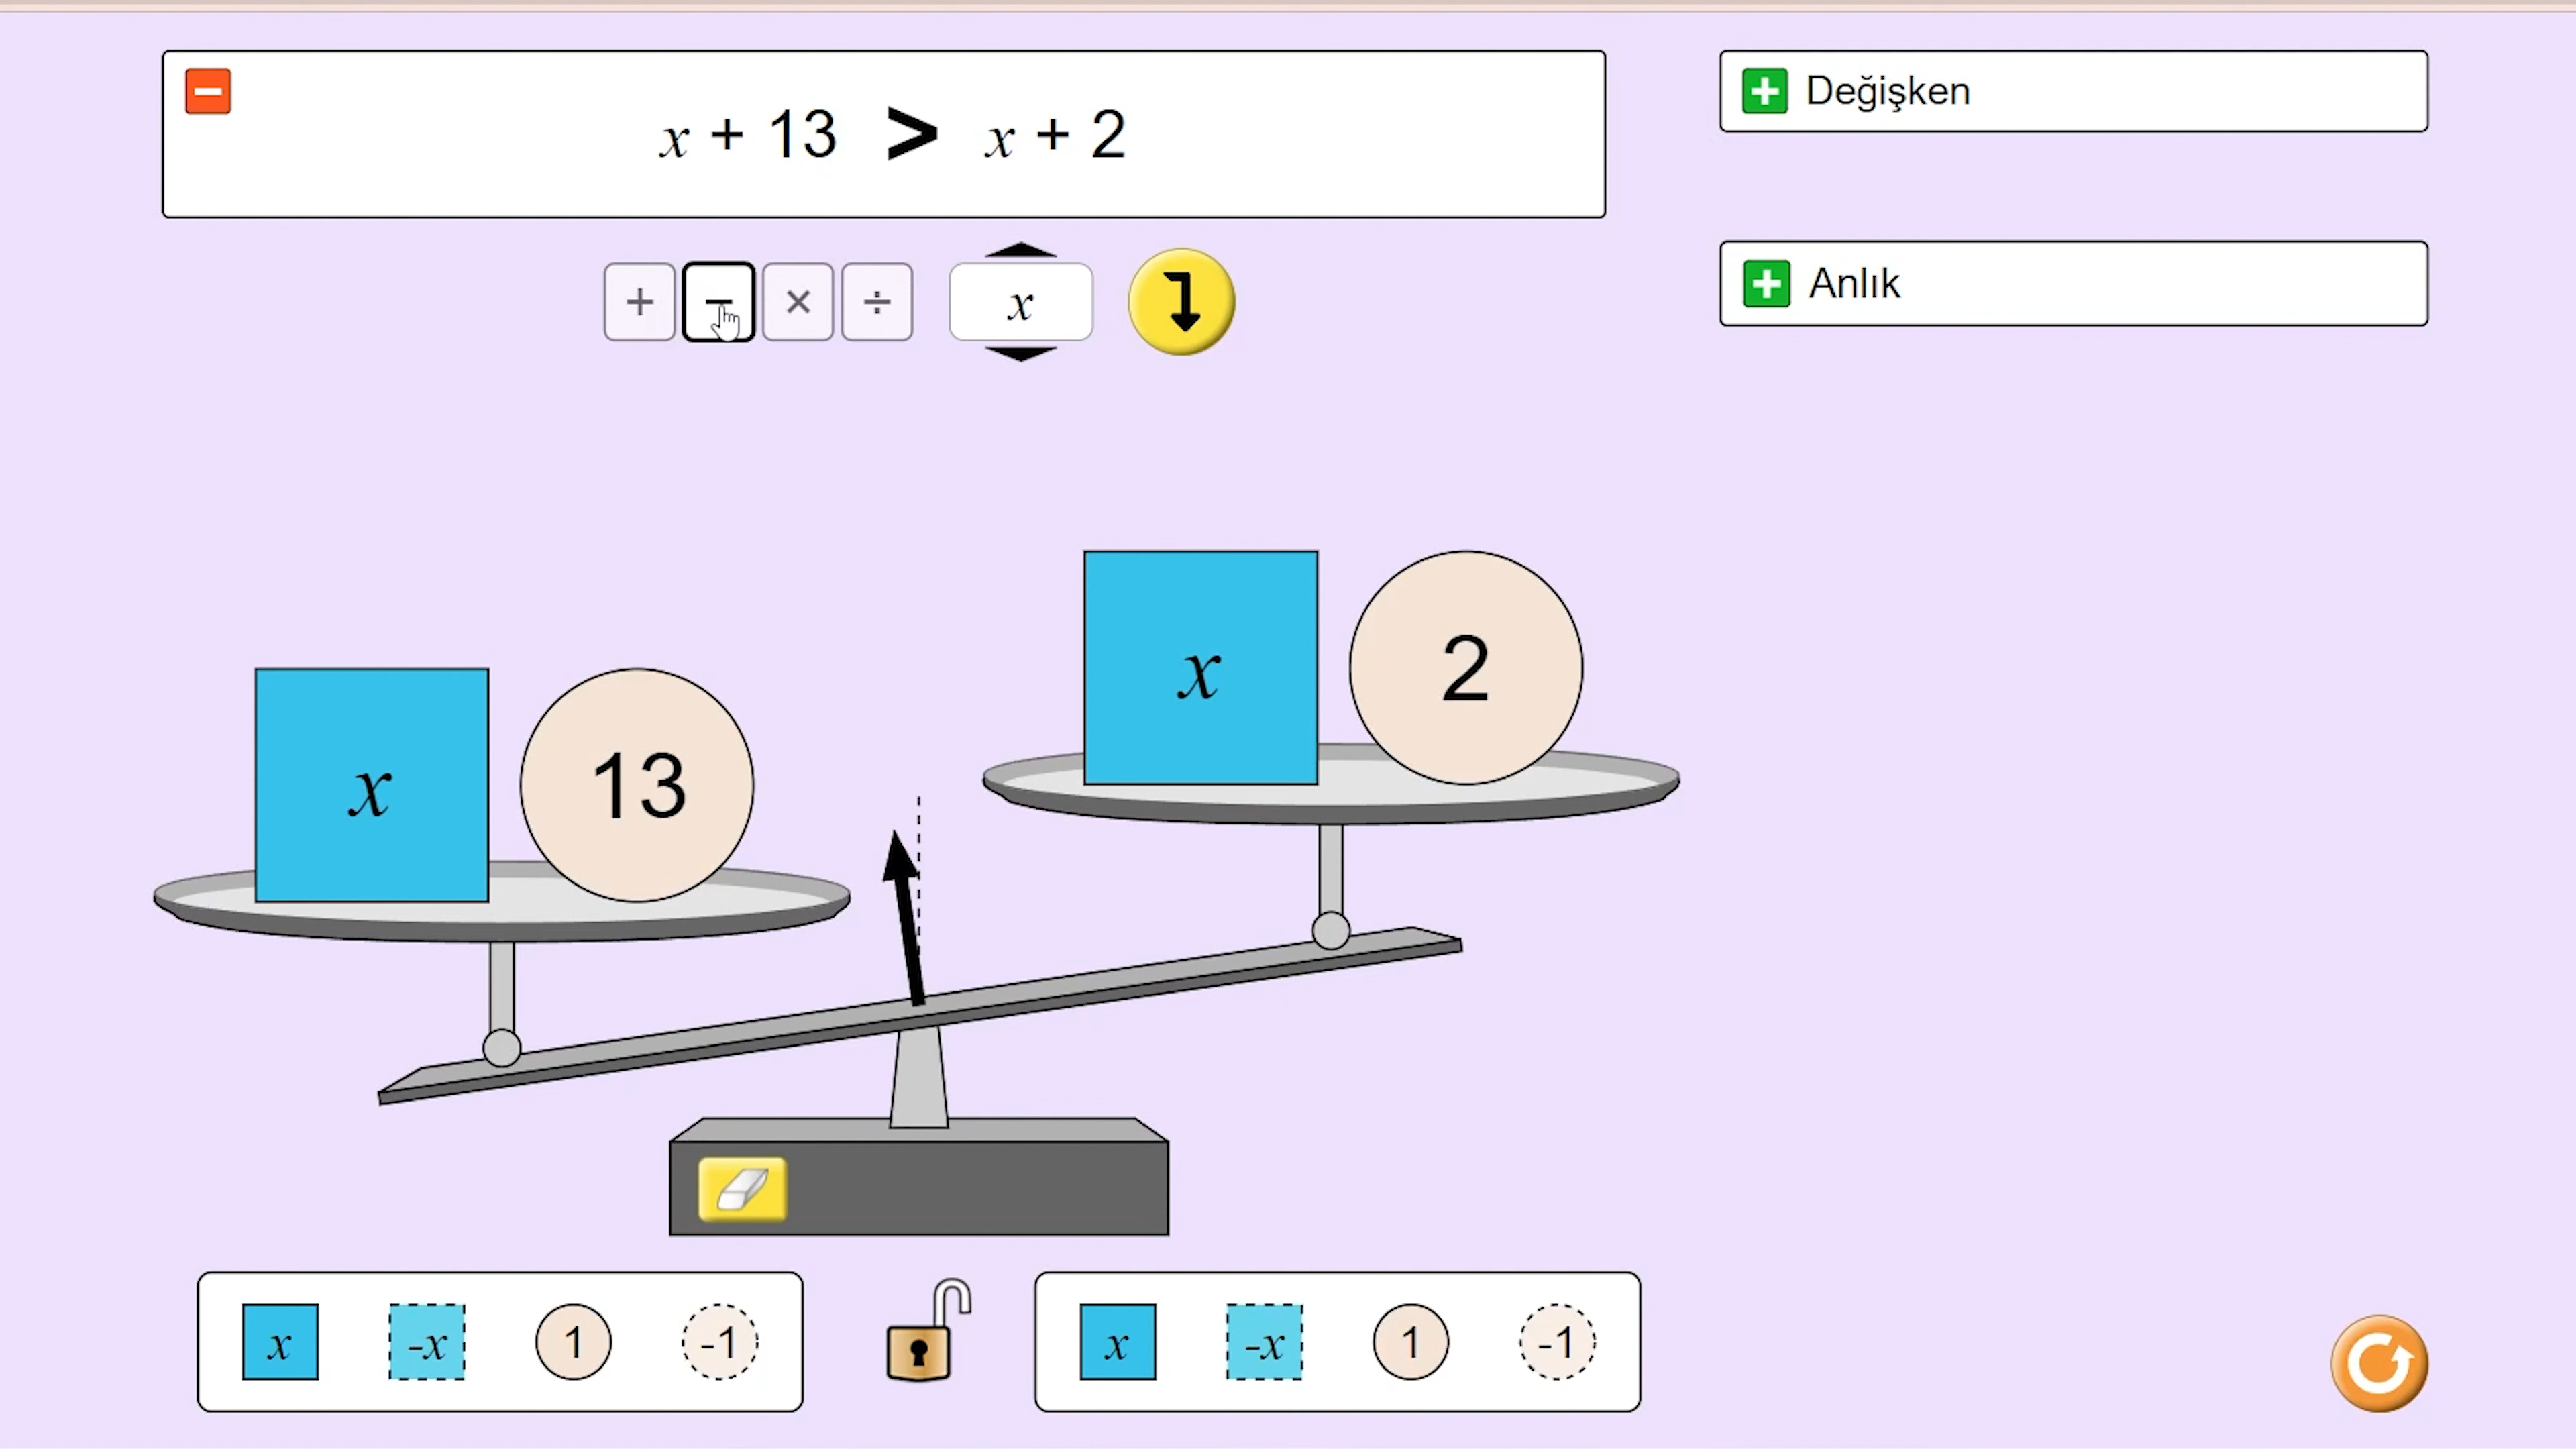 x + 13 > x + 2
Değişken
+ − × ÷ x
Anlık
x 2
x 13
x -x 1 -1
x -x 1 -1